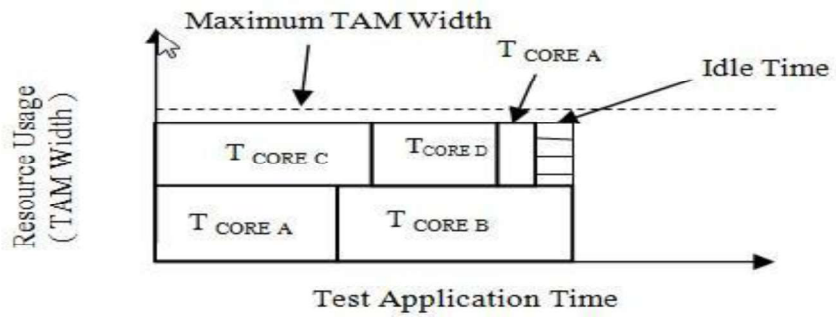 Maximum TAM Width
T CORE A
Idle Time
Resource Usage
( TAM Width )
T CORE C
TCORE D
T CORE A
T CORE B
Test Application Time